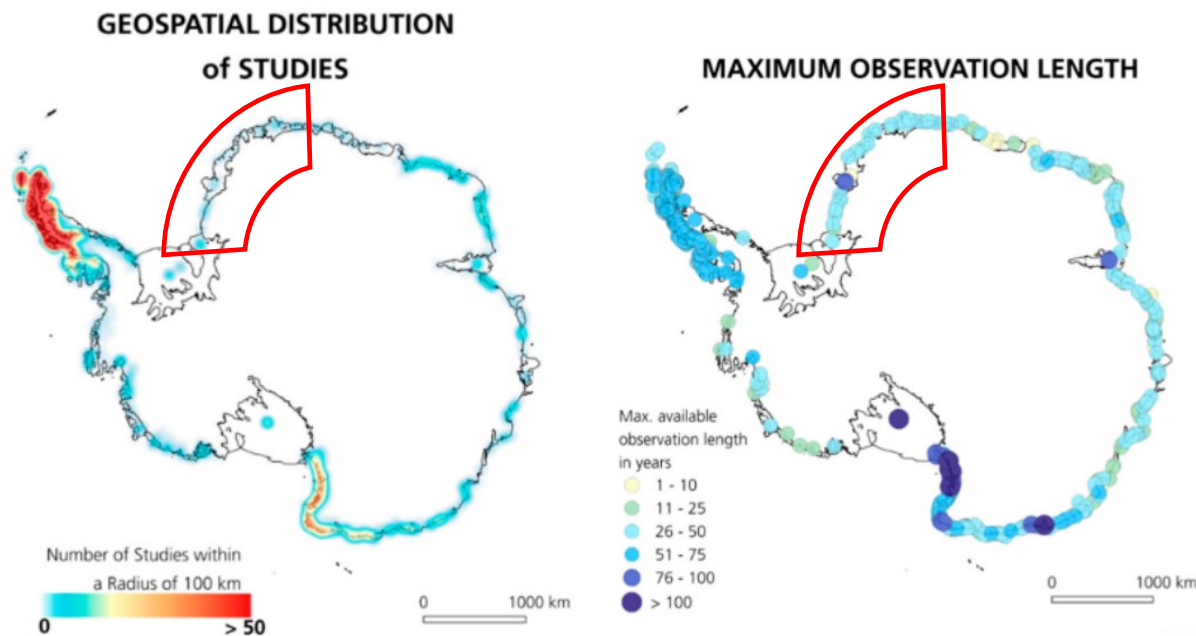 GEOSPATIAL DISTRIBUTION
of STUDIES
Number of Studies within
a Radius of 100 km
0
> 50
0
1000 km
MAXIMUM OBSERVATION LENGTH
Max. available
observation length
in years
1 - 10
11 - 25
26 - 50
51 - 75
76 - 100
> 100
0
1000 km